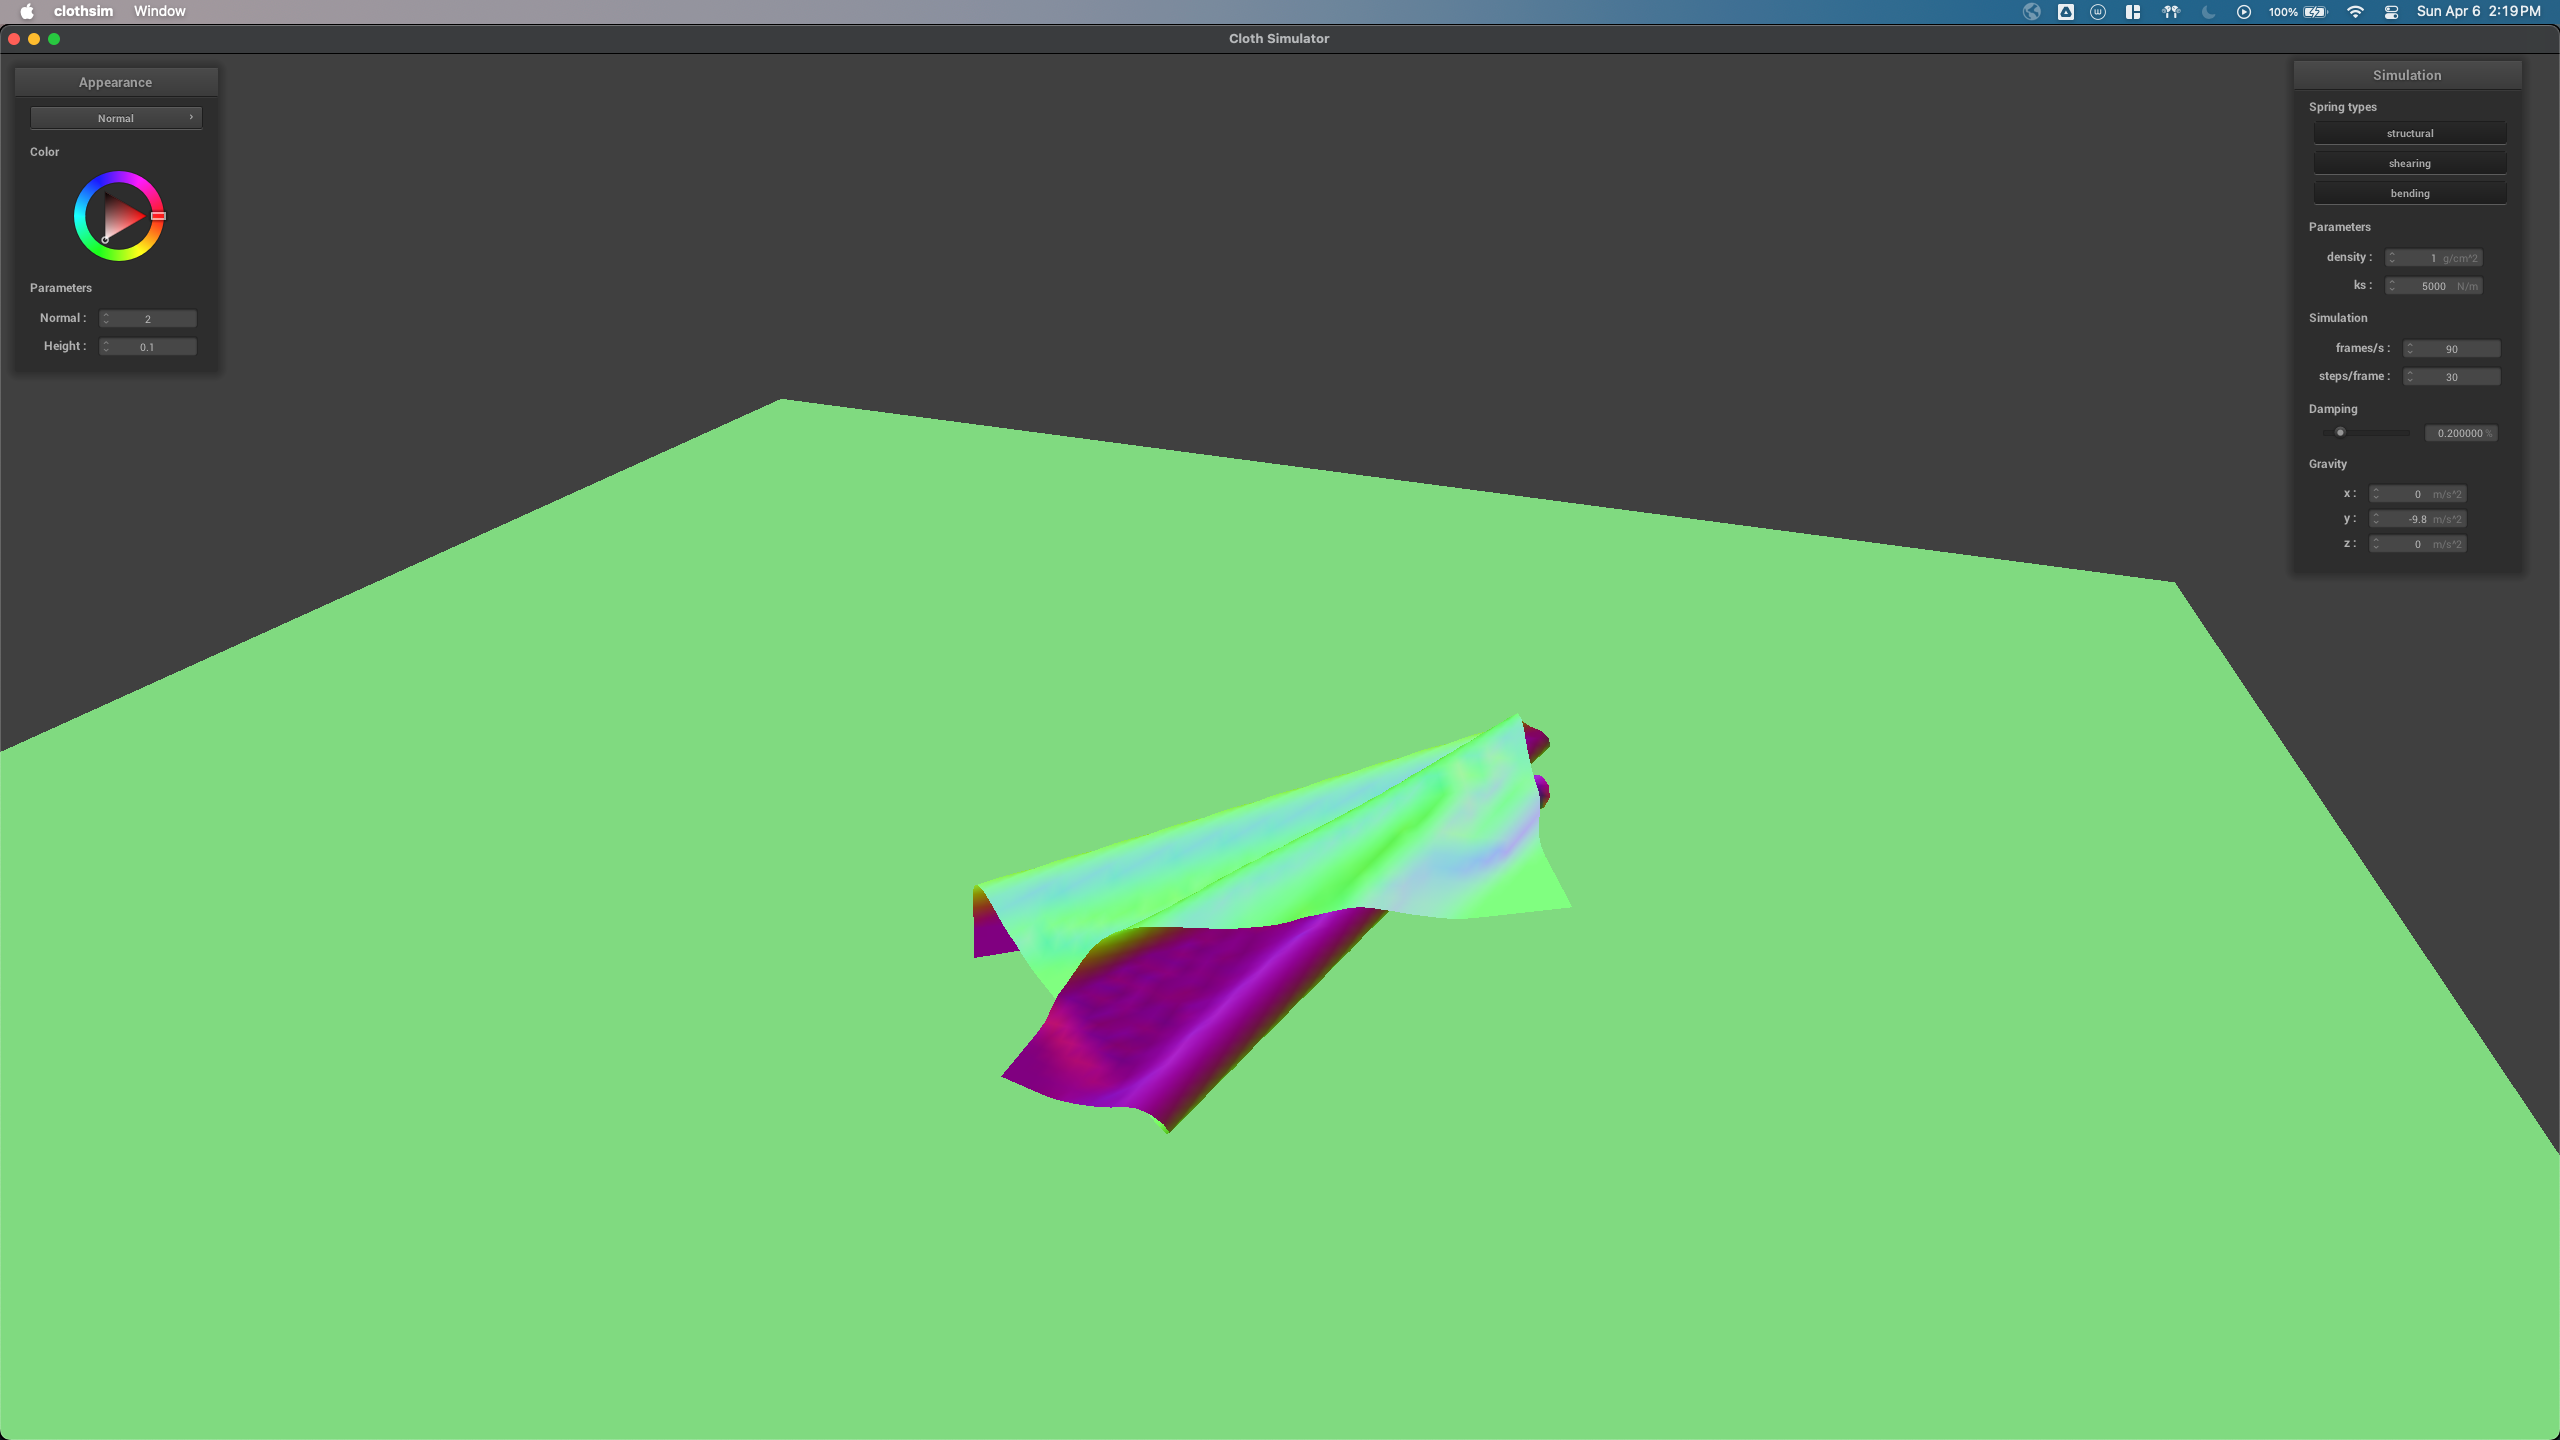 clothsim Window 100% Sun Apr 6 2:19 PM
Cloth Simulator
Appearance
Normal
Color
Parameters
Normal : 2
Height : 0.1
Simulation
Spring types
structural
shearing
bending
Parameters
density : 1 g/cm^2
ks : 5000 N/m
Simulation
frames/s : 90
steps/frame : 30
Damping
0.200000 %
Gravity
x : 0 m/s^2
y : -9.8 m/s^2
z : 0 m/s^2